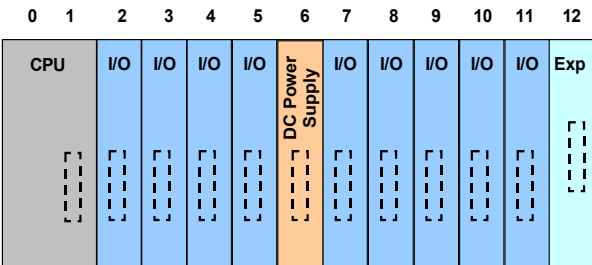 0 1 2 3 4 5 6 7 8 9 10 11 12
CPU I/O I/O I/O I/O DC Power Supply I/O I/O I/O I/O I/O Exp